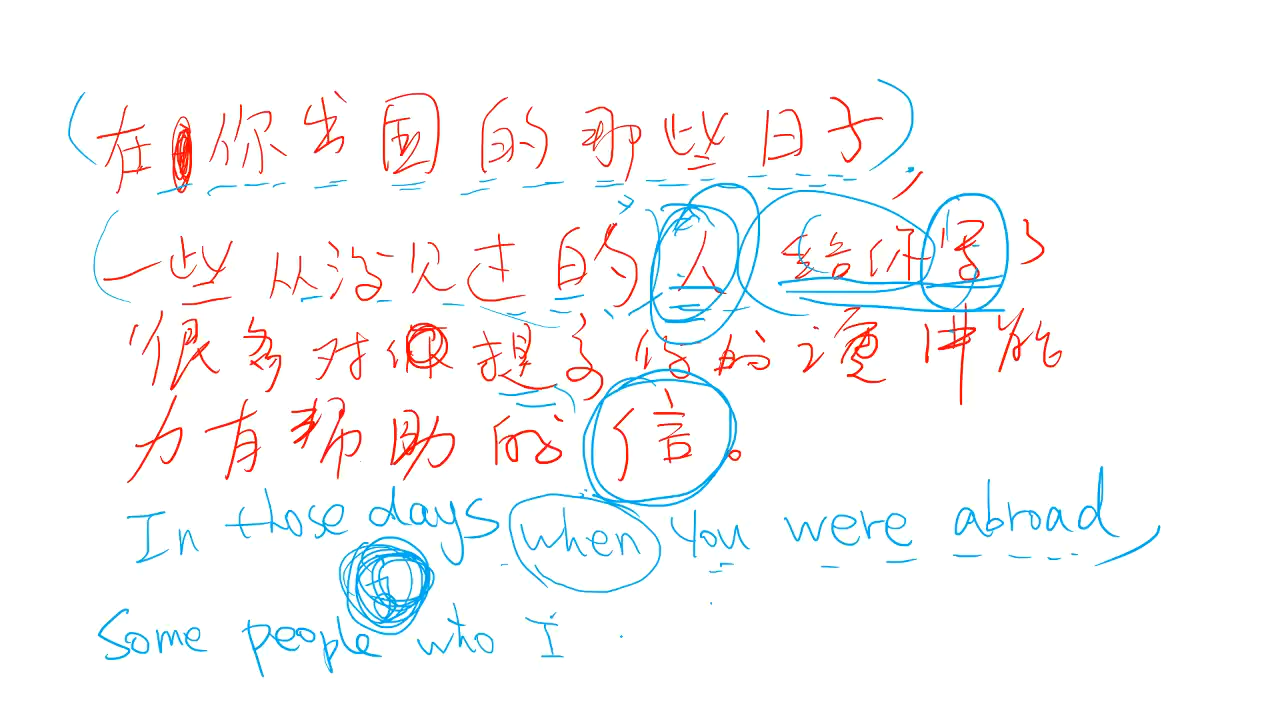 (在你出国的那些日子),
(一些从没见过的人给你写了
很多对你提高你的读中能
力有帮助的信。
In those days when you were abroad,
Some people who I